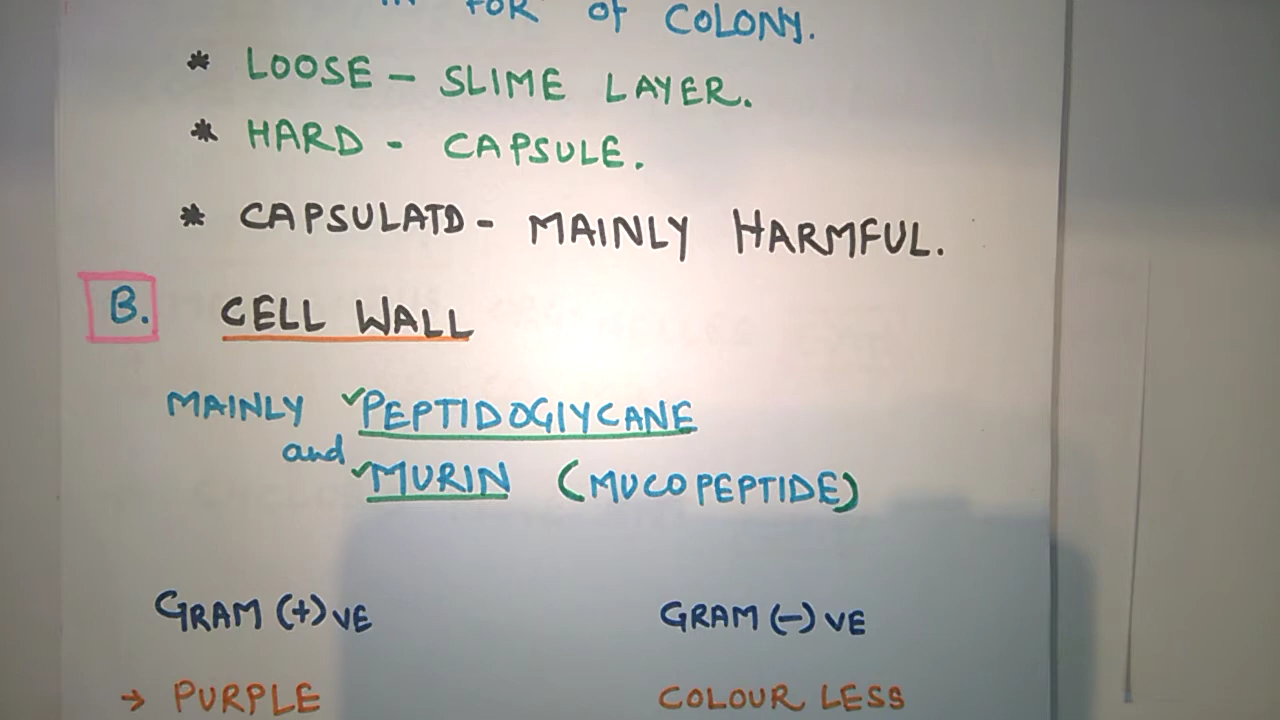 IN FOR of COLONY.
* LOOSE – SLIME LAYER.
* HARD - CAPSULE.
* CAPSULATD - MAINLY HARMFUL.
B. CELL WALL
MAINLY ✓PEPTIDOGIYCANE
and ✓MURIN (MUCOPEPTIDE)
GRAM (+)VE GRAM (-) VE
→ PURPLE COLOUR LESS